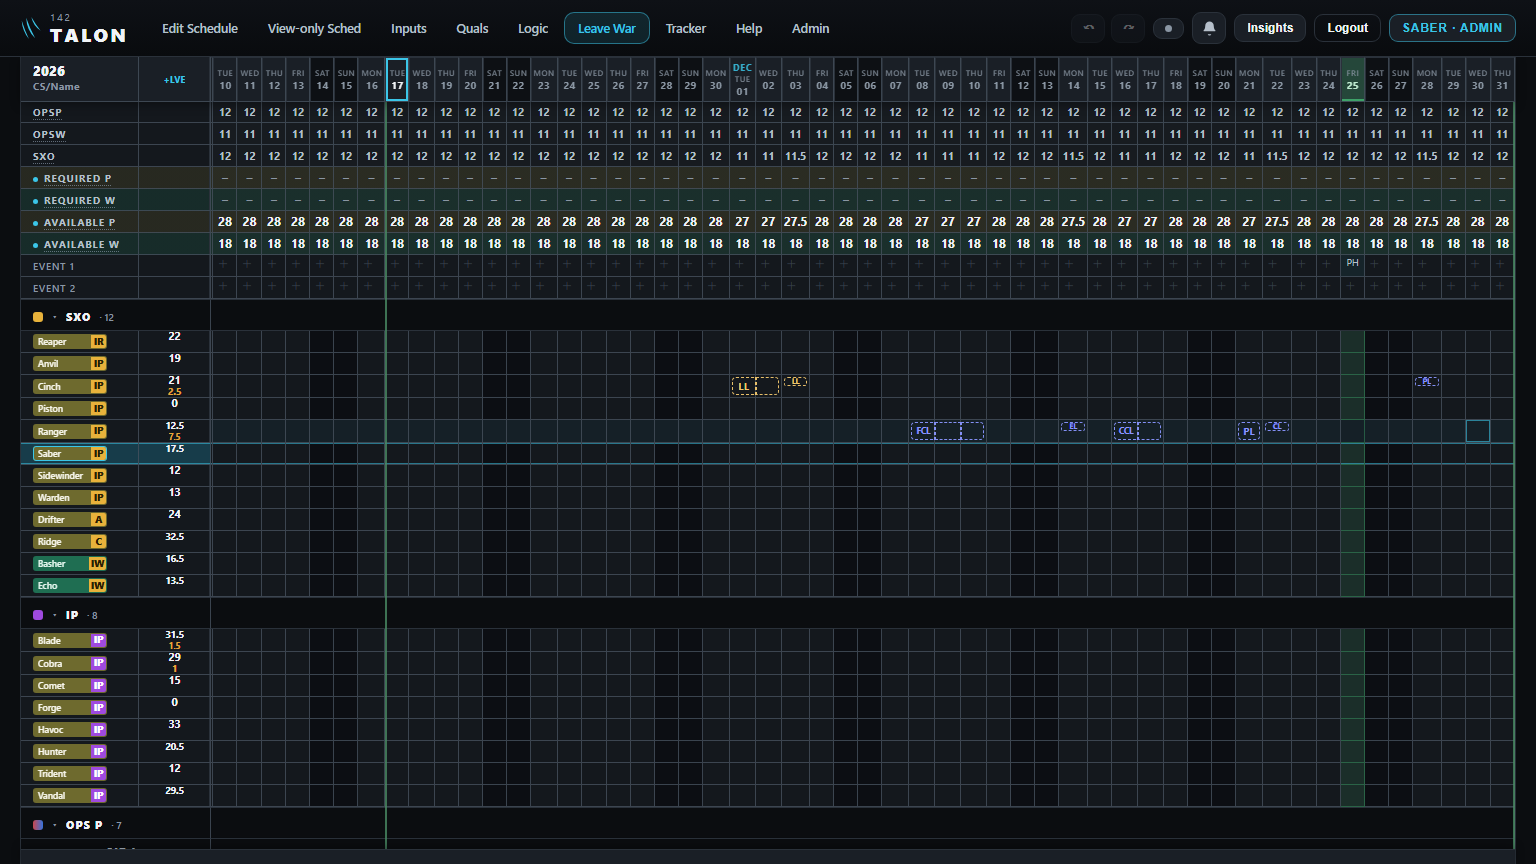 142
TALON
Edit Schedule View-only Sched Inputs Quals Logic Leave War Tracker Help Admin Insights Logout SABER · ADMIN
2026
CS/Name
+LVE
DEC
TUE WED THU FRI SAT SUN MON TUE WED THU FRI SAT SUN MON TUE WED THU FRI SAT SUN MON TUE WED THU FRI SAT SUN MON TUE WED THU FRI SAT SUN MON TUE WED THU FRI SAT SUN MON TUE WED THU FRI SAT SUN MON TUE WED THU
10 11 12 13 14 15 16 17 18 19 20 21 22 23 24 25 26 27 28 29 30 01 02 03 04 05 06 07 08 09 10 11 12 13 14 15 16 17 18 19 20 21 22 23 24 25 26 27 28 29 30 31
OPSP 12 12 12 12 12 12 12 12 12 12 12 12 12 12 12 12 12 12 12 12 12 12 12 12 12 12 12 12 12 12 12 12 12 12 12 12 12 12 12 12 12 12 12 12 12 12 12 12 12 12 12 12
OPSW 11 11 11 11 11 11 11 11 11 11 11 11 11 11 11 11 11 11 11 11 11 11 11 11 11 11 11 11 11 11 11 11 11 11 11 11 11 11 11 11 11 11 11 11 11 11 11 11 11 11 11 11
SXO 12 12 12 12 12 12 12 12 12 12 12 12 12 12 12 12 12 12 12 12 12 11 11 11.5 12 12 12 12 11 11 11 12 12 12 11.5 12 11 11 12 12 12 11 11.5 12 12 12 12 12 11.5 12 12 12
REQUIRED P – – – – – – – – – – – – – – – – – – – – – – – – – – – – – – – – – – – – – – – – – – – – – – – – – – – –
REQUIRED W – – – – – – – – – – – – – – – – – – – – – – – – – – – – – – – – – – – – – – – – – – – – – – – – – – – –
AVAILABLE P 28 28 28 28 28 28 28 28 28 28 28 28 28 28 28 28 28 28 28 28 28 27 27 27.5 28 28 28 28 27 27 27 28 28 28 27.5 28 27 27 28 28 28 27 27.5 28 28 28 28 28 27.5 28 28 28
AVAILABLE W 18 18 18 18 18 18 18 18 18 18 18 18 18 18 18 18 18 18 18 18 18 18 18 18 18 18 18 18 18 18 18 18 18 18 18 18 18 18 18 18 18 18 18 18 18 18 18 18 18 18 18 18
EVENT 1 + + + + + + + + + + + + + + + + + + + + + + + + + + + + + + + + + + + + + + + + + + + + + PH + + + + + +
EVENT 2 + + + + + + + + + + + + + + + + + + + + + + + + + + + + + + + + + + + + + + + + + + + + + + + + + + + +
· SXO · 12
Reaper IR 22
Anvil IP 19
Cinch IP 21 LL
2.5
Piston IP 0
Ranger IP 12.5 FCL CCL PL
7.5
Saber IP 17.5
Sidewinder IP 12
Warden IP 13
Drifter A 24
Ridge C 32.5
Basher IW 16.5
Echo IW 13.5
· IP · 8
Blade IP 31.5
1.5
Cobra IP 29
1
Comet IP 15
Forge IP 0
Havoc IP 33
Hunter IP 20.5
Trident IP 12
Vandal IP 29.5
· OPS P · 7